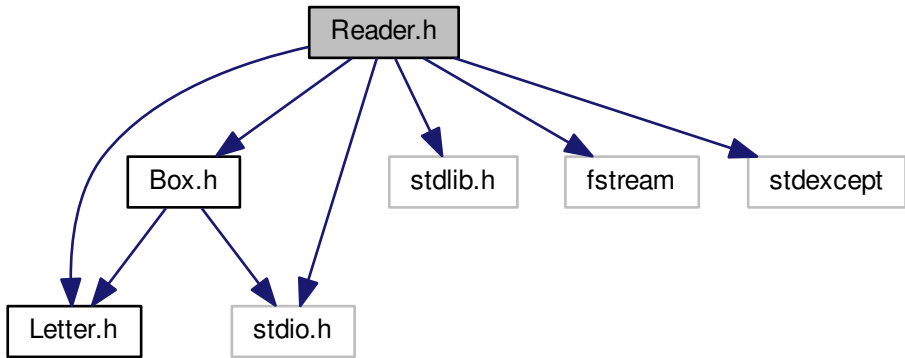 Reader.h
Box.h
stdlib.h
fstream
stdexcept
Letter.h
stdio.h